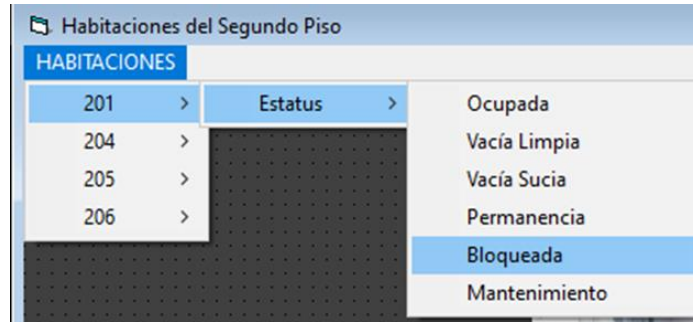 Habitaciones del Segundo Piso
HABITACIONES
201 > Estatus > Ocupada
204 > Vacía Limpia
205 > Vacía Sucia
206 > Permanencia
Bloqueada
Mantenimiento